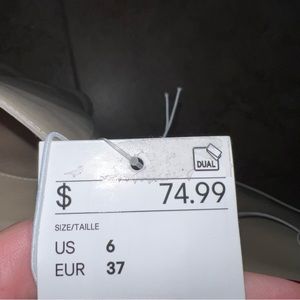 DUAL
$ 74.99
SIZE/TAILLE
US 6
EUR 37